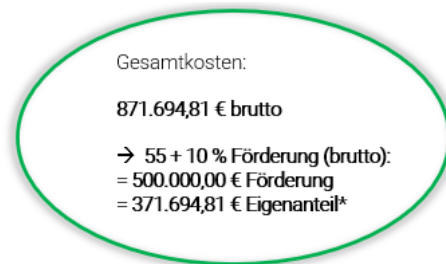 Gesamtkosten:
871.694,81 € brutto
→ 55 + 10 % Förderung (brutto):
= 500.000,00 € Förderung
= 371.694,81 € Eigenanteil*